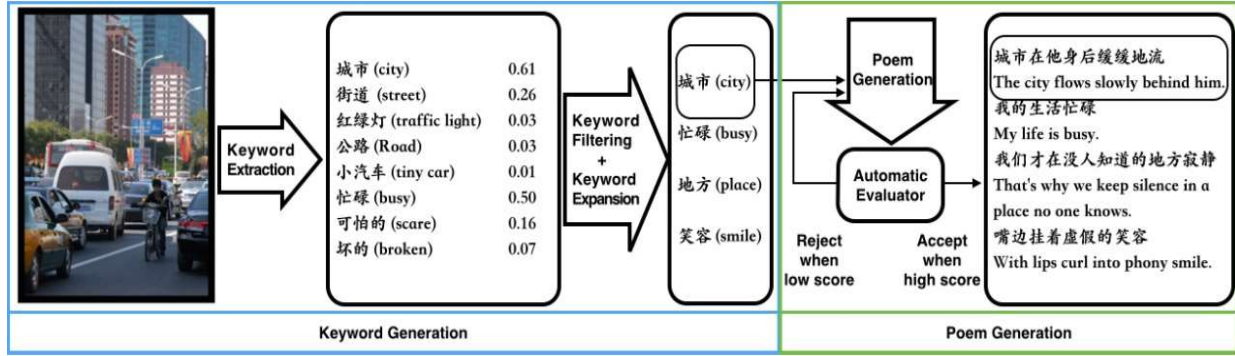 Keyword
Extraction
城市 (city) 0.61
街道 (street) 0.26
红绿灯 (traffic light) 0.03
公路 (Road) 0.03
小汽车 (tiny car) 0.01
忙碌 (busy) 0.50
可怕的 (scare) 0.16
坏的 (broken) 0.07
Keyword
Filtering
+
Keyword
Expansion
城市 (city)
忙碌 (busy)
地方 (place)
笑容 (smile)
Keyword Generation
Poem
Generation
Automatic
Evaluator
Reject
when
low score
Accept
when
high score
城市在他身后缓缓地流
The city flows slowly behind him.
我的生活忙碌
My life is busy.
我们才在没人知道的地方寂静
That's why we keep silence in a
place no one knows.
嘴边挂着虚假的笑容
With lips curl into phony smile.
Poem Generation